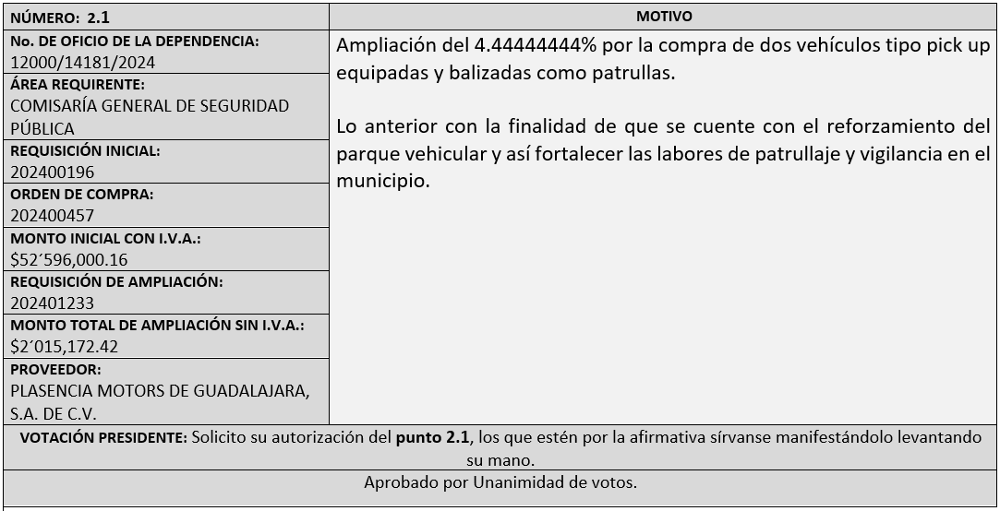 NÚMERO: 2.1
MOTIVO
No. DE OFICIO DE LA DEPENDENCIA:
12000/14181/2024
ÁREA REQUIRENTE:
COMISARÍA GENERAL DE SEGURIDAD
PÚBLICA
REQUISICIÓN INICIAL:
202400196
ORDEN DE COMPRA:
202400457
MONTO INICIAL CON I.V.A.:
$52´596,000.16
REQUISICIÓN DE AMPLIACIÓN:
202401233
MONTO TOTAL DE AMPLIACIÓN SIN I.V.A.:
$2´015,172.42
PROVEEDOR:
PLASENCIA MOTORS DE GUADALAJARA,
S.A. DE C.V.
Ampliación del 4.44444444% por la compra de dos vehículos tipo pick up
equipadas y balizadas como patrullas.
Lo anterior con la finalidad de que se cuente con el reforzamiento del
parque vehicular y así fortalecer las labores de patrullaje y vigilancia en el
municipio.
VOTACIÓN PRESIDENTE: Solicito su autorización del punto 2.1, los que estén por la afirmativa sírvanse manifestándolo levantando
su mano.
Aprobado por Unanimidad de votos.